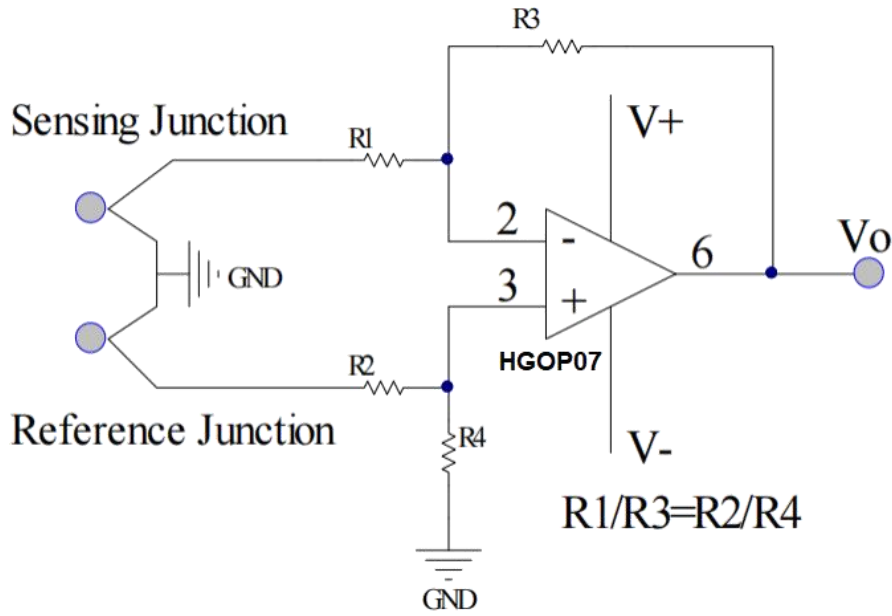 R3
V+
Sensing Junction
R1
2
-
6
Vo
GND
3
+
HGOP07
R2
Reference Junction
R4
V-
R1/R3=R2/R4
GND